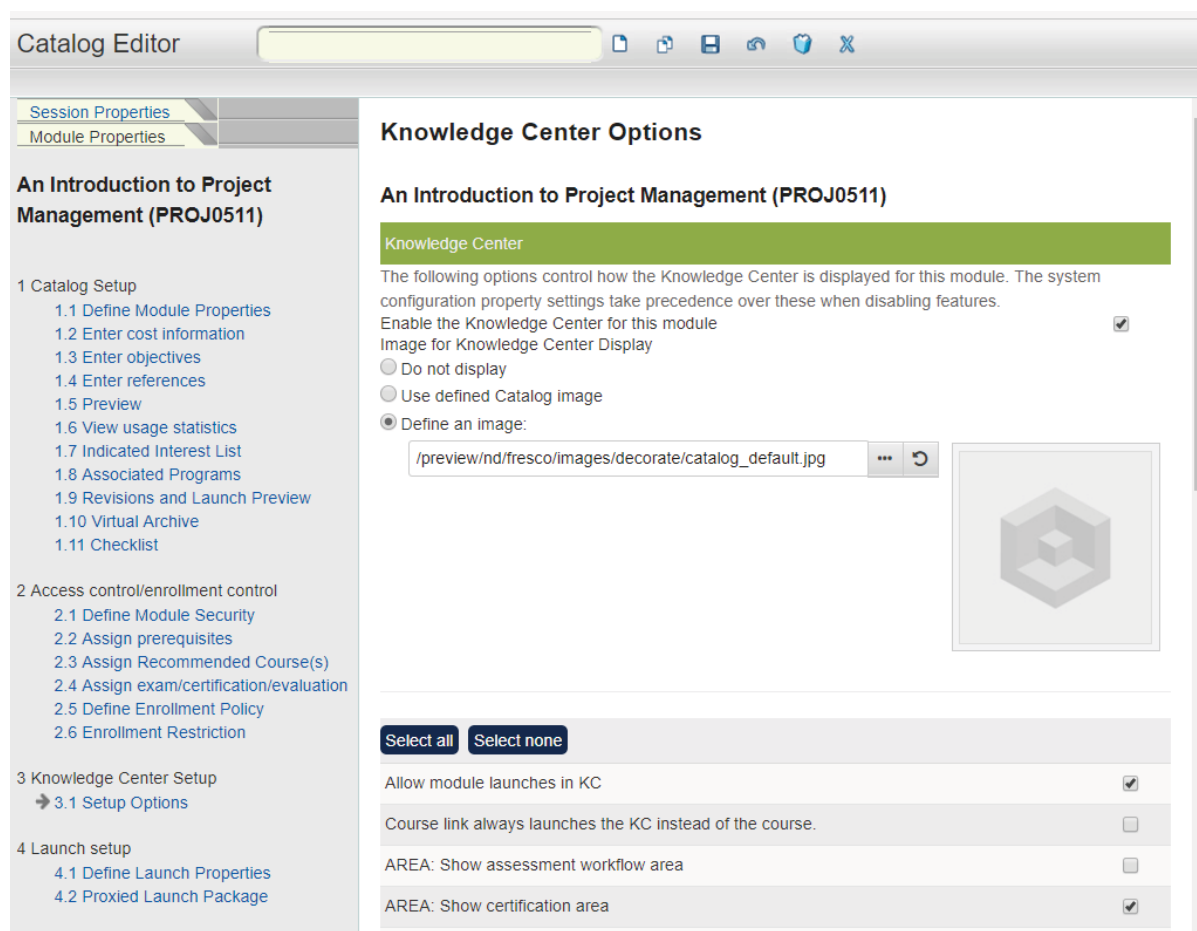 Catalog Editor
Session Properties
Module Properties
An Introduction to Project
Management (PROJ0511)
1 Catalog Setup
1.1 Define Module Properties
1.2 Enter cost information
1.3 Enter objectives
1.4 Enter references
1.5 Preview
1.6 View usage statistics
1.7 Indicated Interest List
1.8 Associated Programs
1.9 Revisions and Launch Preview
1.10 Virtual Archive
1.11 Checklist
2 Access control/enrollment control
2.1 Define Module Security
2.2 Assign prerequisites
2.3 Assign Recommended Course(s)
2.4 Assign exam/certification/evaluation
2.5 Define Enrollment Policy
2.6 Enrollment Restriction
3 Knowledge Center Setup
3.1 Setup Options
4 Launch setup
4.1 Define Launch Properties
4.2 Proxied Launch Package
Knowledge Center Options
An Introduction to Project Management (PROJ0511)
Knowledge Center
The following options control how the Knowledge Center is displayed for this module. The system
configuration property settings take precedence over these when disabling features.
Enable the Knowledge Center for this module
Image for Knowledge Center Display
Do not display
Use defined Catalog image
Define an image:
/preview/nd/fresco/images/decorate/catalog_default.jpg
Select all Select none
Allow module launches in KC
Course link always launches the KC instead of the course.
AREA: Show assessment workflow area
AREA: Show certification area